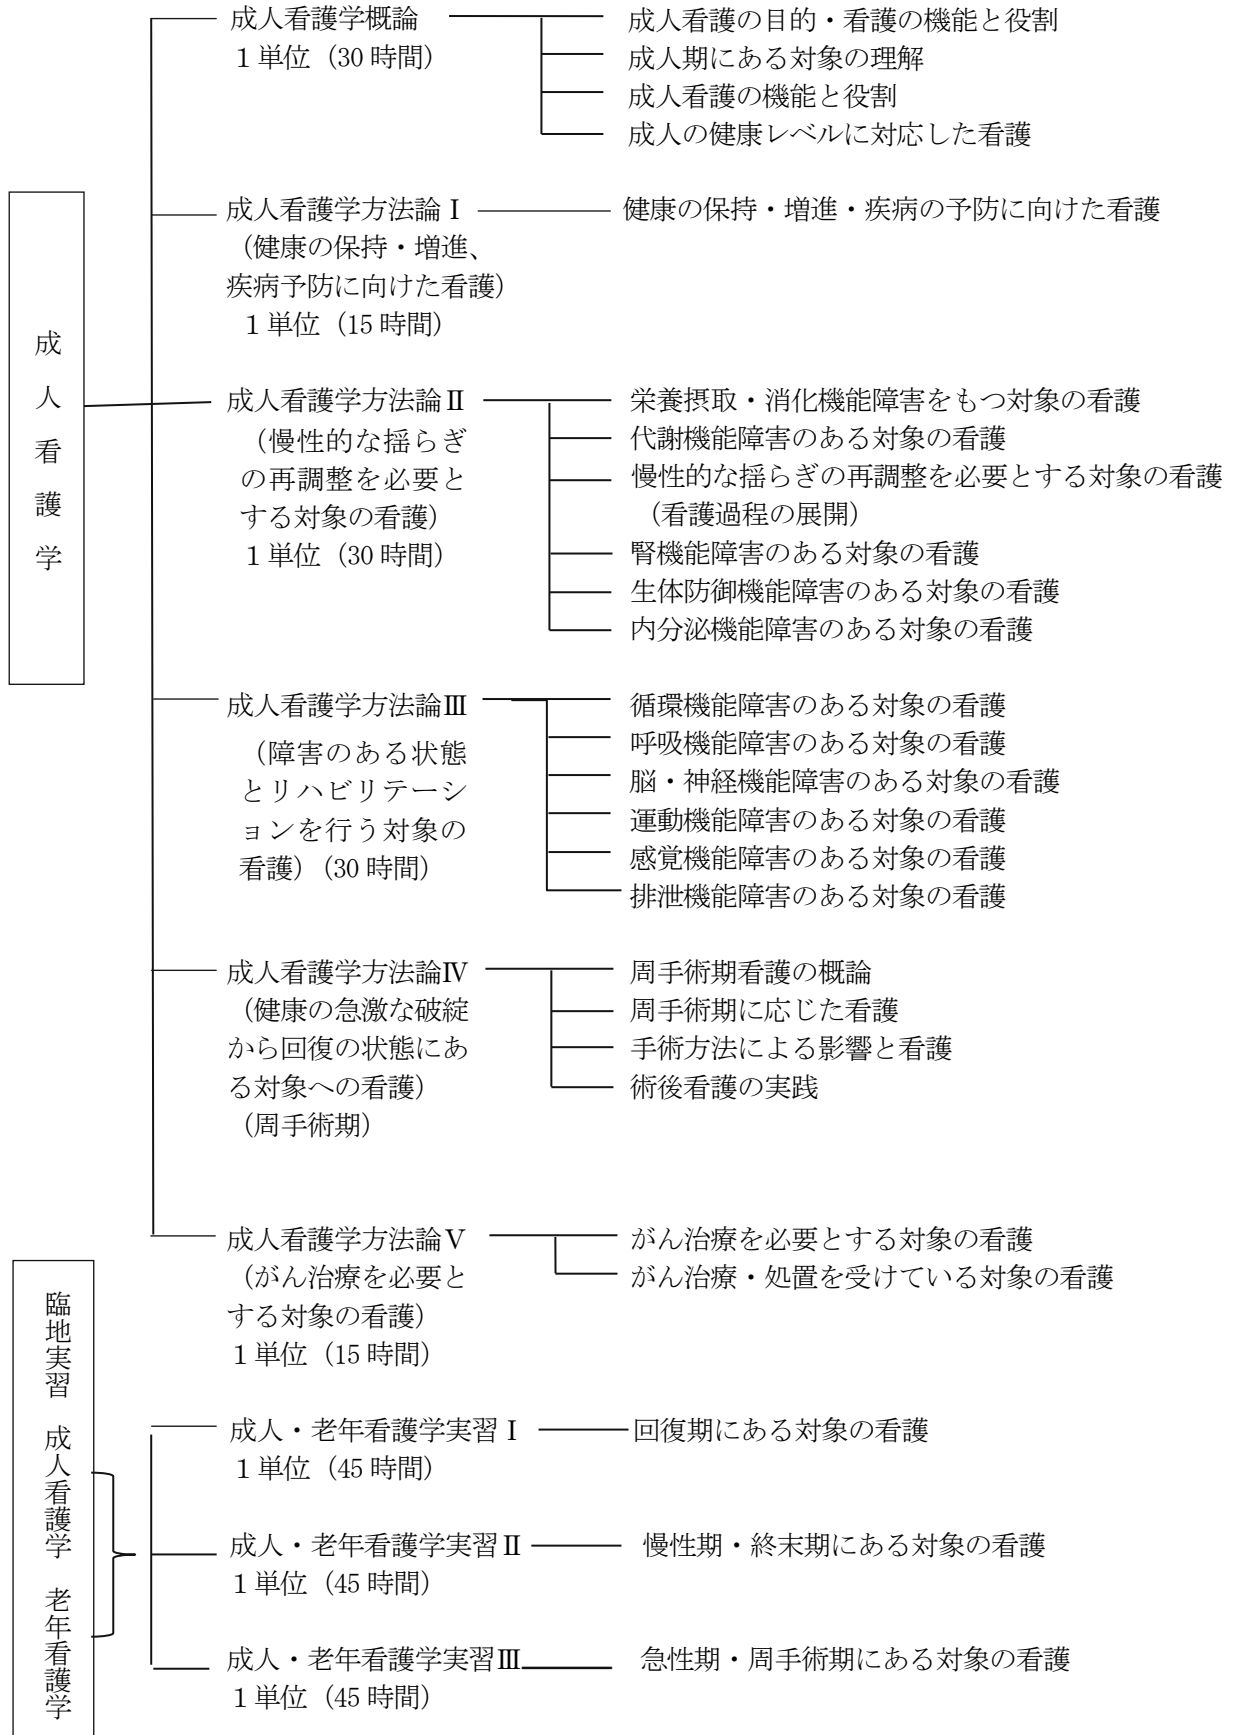 成人看護学
成人看護学概論
１単位（30時間）
成人看護の目的・看護の機能と役割
成人期にある対象の理解
成人看護の機能と役割
成人の健康レベルに対応した看護
成人看護学方法論Ⅰ
（健康の保持・増進、
疾病予防に向けた看護）
１単位（15時間）
健康の保持・増進・疾病の予防に向けた看護
成人看護学方法論Ⅱ
（慢性的な揺らぎ
の再調整を必要と
する対象の看護）
１単位（30時間）
栄養摂取・消化機能障害をもつ対象の看護
代謝機能障害のある対象の看護
慢性的な揺らぎの再調整を必要とする対象の看護
（看護過程の展開）
腎機能障害のある対象の看護
生体防御機能障害のある対象の看護
内分泌機能障害のある対象の看護
成人看護学方法論Ⅲ
（障害のある状態
とリハビリテーシ
ョンを行う対象の
看護）（30時間）
循環機能障害のある対象の看護
呼吸機能障害のある対象の看護
脳・神経機能障害のある対象の看護
運動機能障害のある対象の看護
感覚機能障害のある対象の看護
排泄機能障害のある対象の看護
成人看護学方法論Ⅳ
（健康の急激な破綻
から回復の状態にあ
る対象への看護）
（周手術期）
周手術期看護の概論
周手術期に応じた看護
手術方法による影響と看護
術後看護の実践
成人看護学方法論Ⅴ
（がん治療を必要と
する対象の看護）
１単位（15時間）
がん治療を必要とする対象の看護
がん治療・処置を受けている対象の看護
臨地実習　成人看護学　老年看護学
成人・老年看護学実習Ⅰ
１単位（45時間）
回復期にある対象の看護
成人・老年看護学実習Ⅱ
１単位（45時間）
慢性期・終末期にある対象の看護
成人・老年看護学実習Ⅲ
１単位（45時間）
急性期・周手術期にある対象の看護